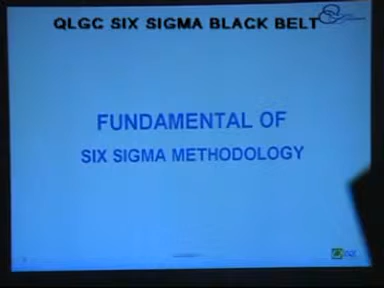 QLGC SIX SIGMA BLACK BELT
FUNDAMENTAL OF
SIX SIGMA METHODOLOGY